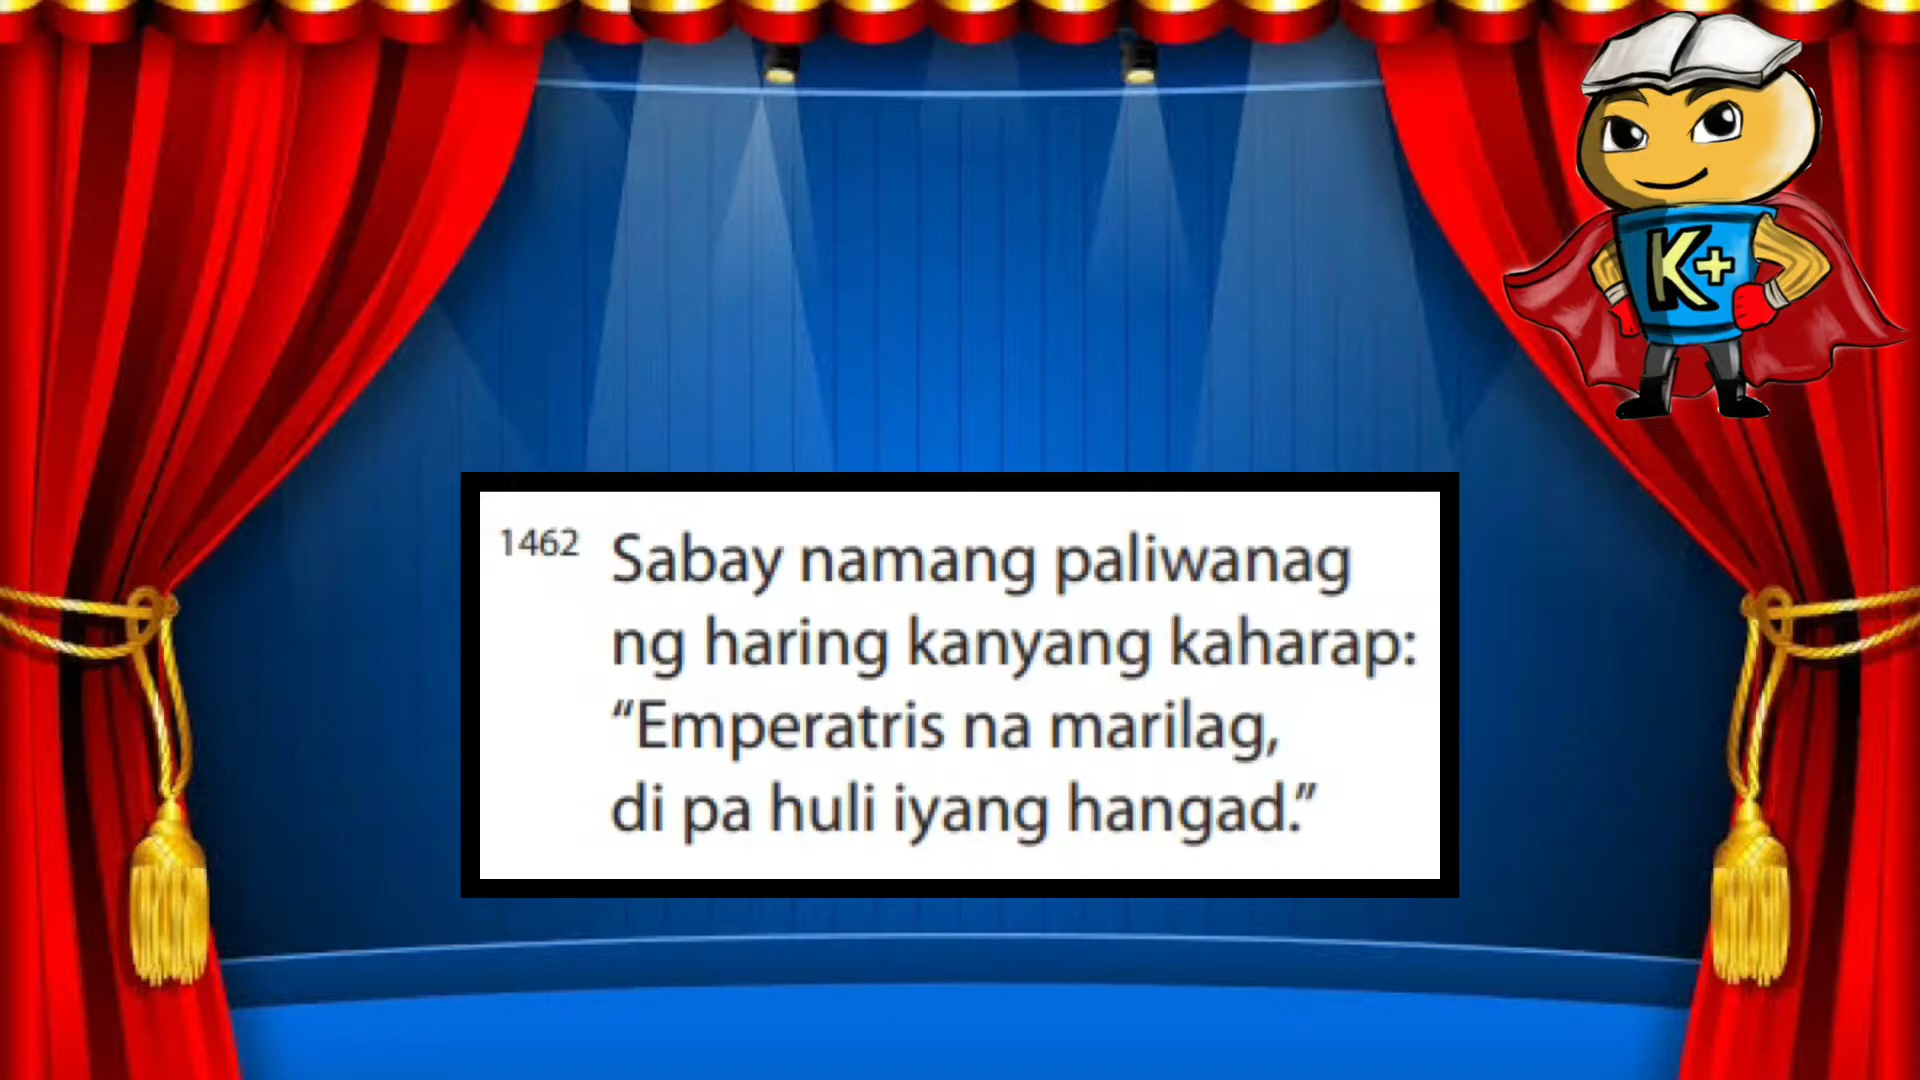 K+
1462 Sabay namang paliwanag
ng haring kanyang kaharap:
“Emperatris na marilag,
di pa huli iyang hangad.”